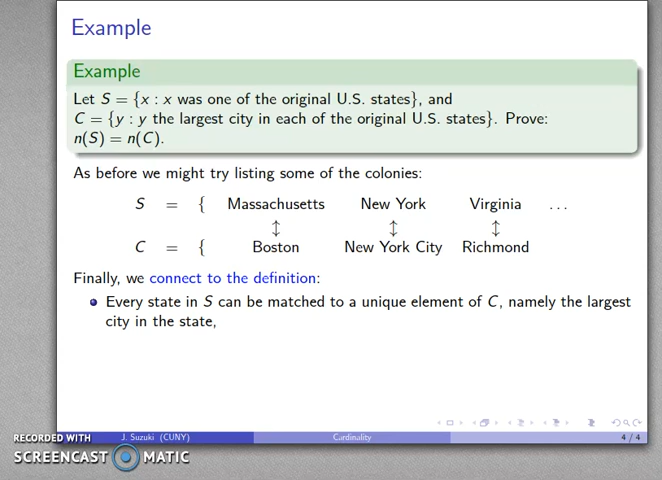 Example
Example
Let S = {x : x was one of the original U.S. states}, and
C = {y : y the largest city in each of the original U.S. states}. Prove:
n(S) = n(C).
As before we might try listing some of the colonies:
S = { Massachusetts New York Virginia ...
↕ ↕ ↕
C = { Boston New York City Richmond
Finally, we connect to the definition:
Every state in S can be matched to a unique element of C, namely the largest
city in the state,
J. Suzuki (CUNY) Cardinality 4 / 4
RECORDED WITH
SCREENCAST MATIC